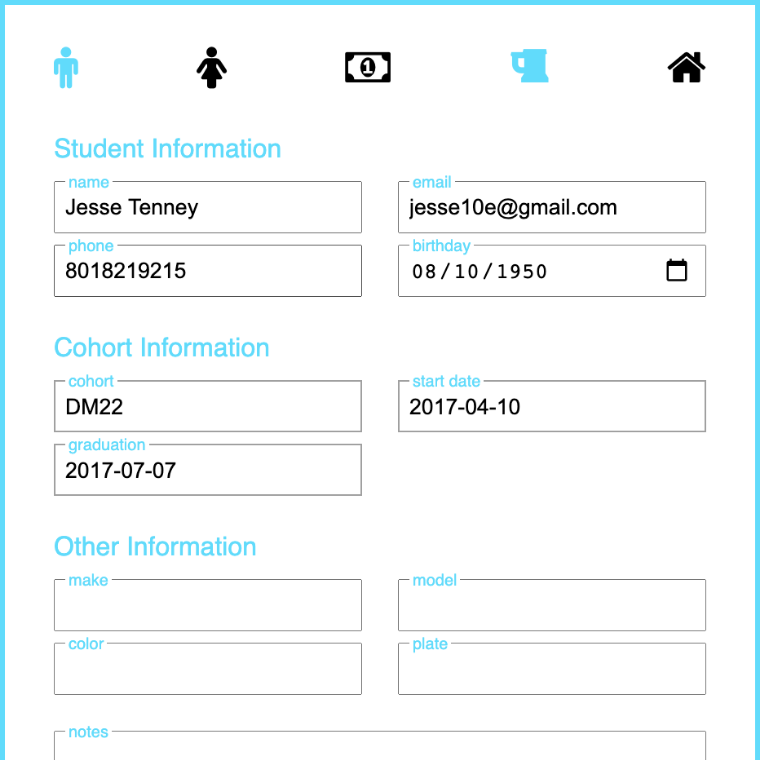 1
Student Information
name
Jesse Tenney
email
jesse10e@gmail.com
phone
8018219215
birthday
08/10/1950
Cohort Information
cohort
DM22
start date
2017-04-10
graduation
2017-07-07
Other Information
make
model
color
plate
notes